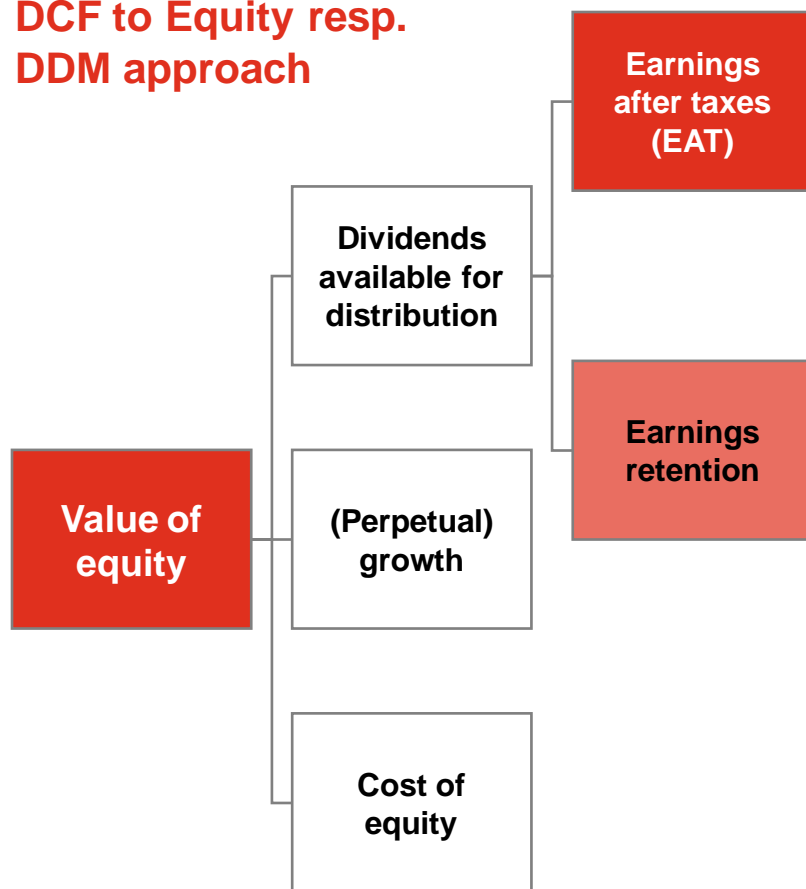 DCF to Equity resp.
DDM approach
Earnings
after taxes
(EAT)
Dividends
available for
distribution
Earnings
retention
Value of
equity
(Perpetual)
growth
Cost of
equity